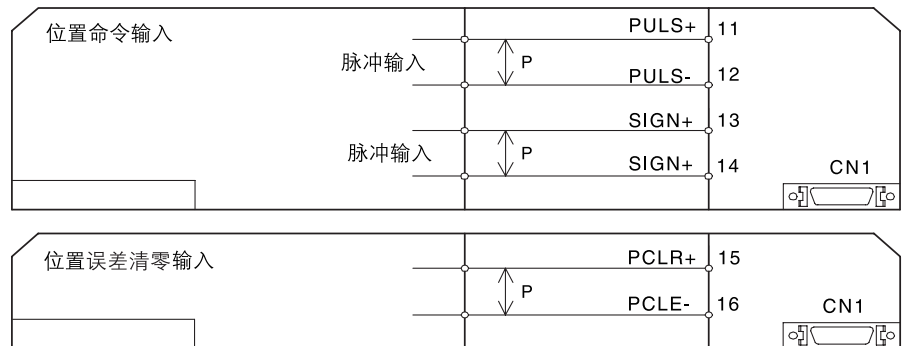 位置命令输入
PULS+ 11
脉冲输入 P
PULS- 12
SIGN+ 13
脉冲输入 P
SIGN+ 14
CN1
位置误差清零输入
PCLR+ 15
P
PCLE- 16
CN1